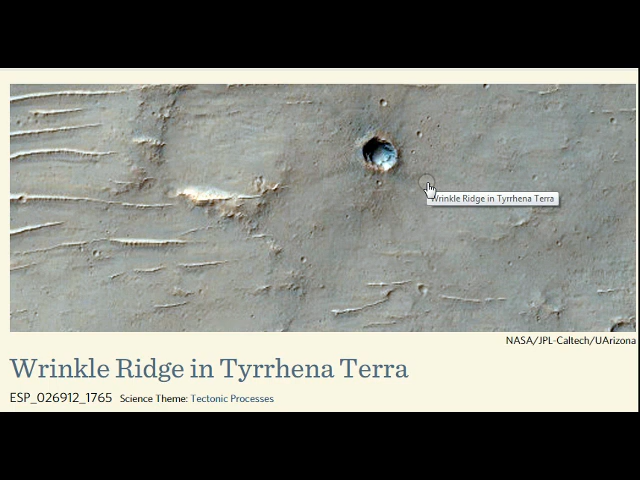 Wrinkle Ridge in Tyrrhena Terra
NASA/JPL-Caltech/UArizona
Wrinkle Ridge in Tyrrhena Terra
ESP_026912_1765 Science Theme: Tectonic Processes